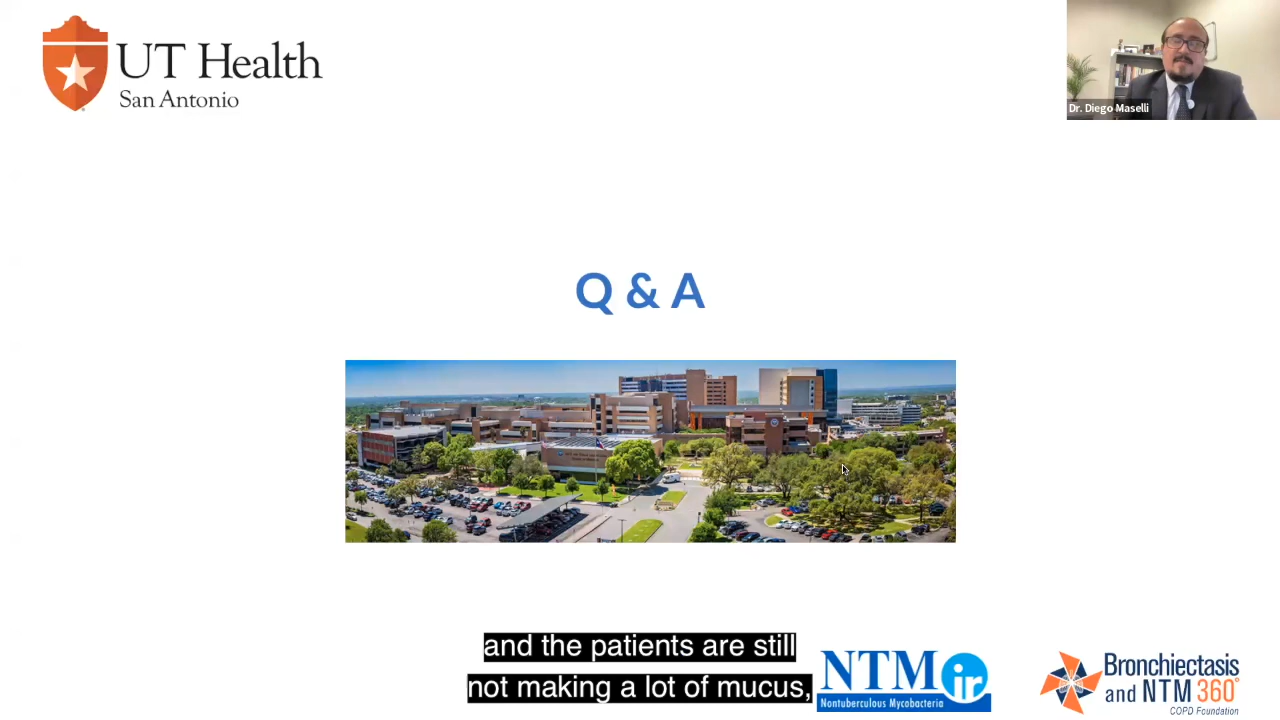 UT Health
San Antonio
Dr. Diego Maselli
Q & A
and the patients are still
not making a lot of mucus,
NTMir
Nontuberculous Mycobacteria
Bronchiectasis
and NTM 360°
COPD Foundation